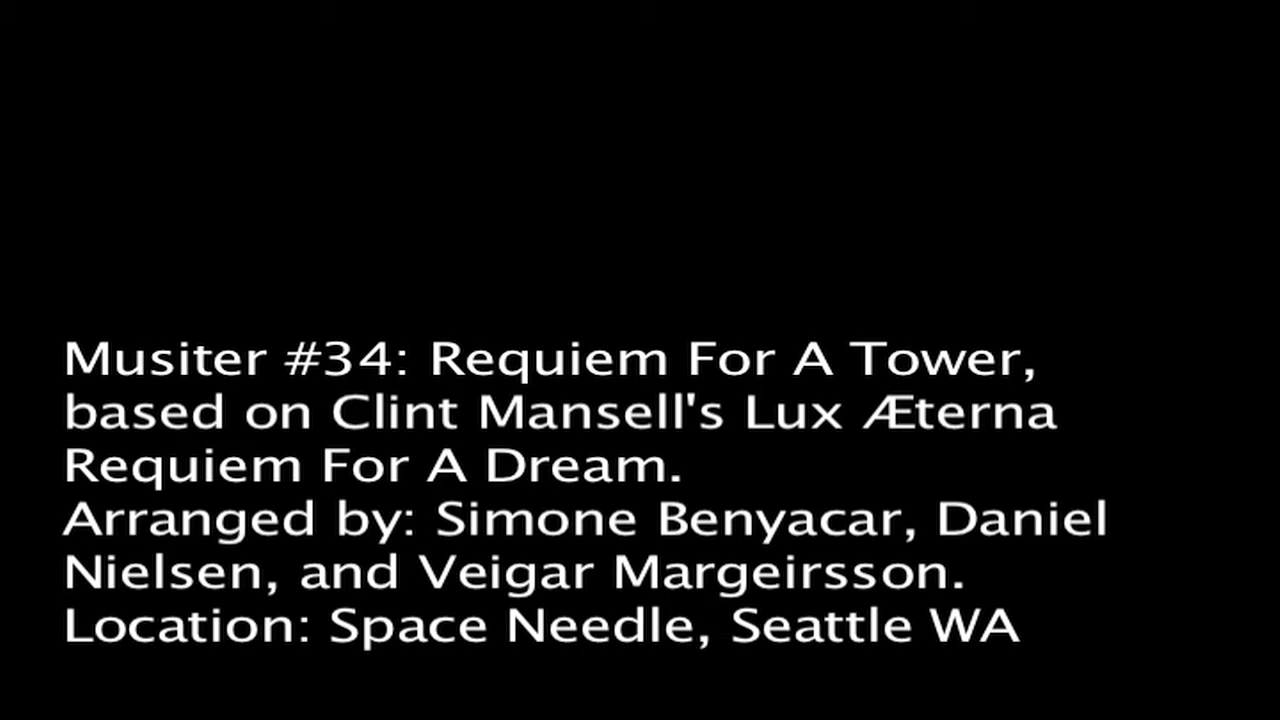 Musiter #34: Requiem For A Tower,
based on Clint Mansell's Lux Æterna
Requiem For A Dream.
Arranged by: Simone Benyacar, Daniel
Nielsen, and Veigar Margeirsson.
Location: Space Needle, Seattle WA